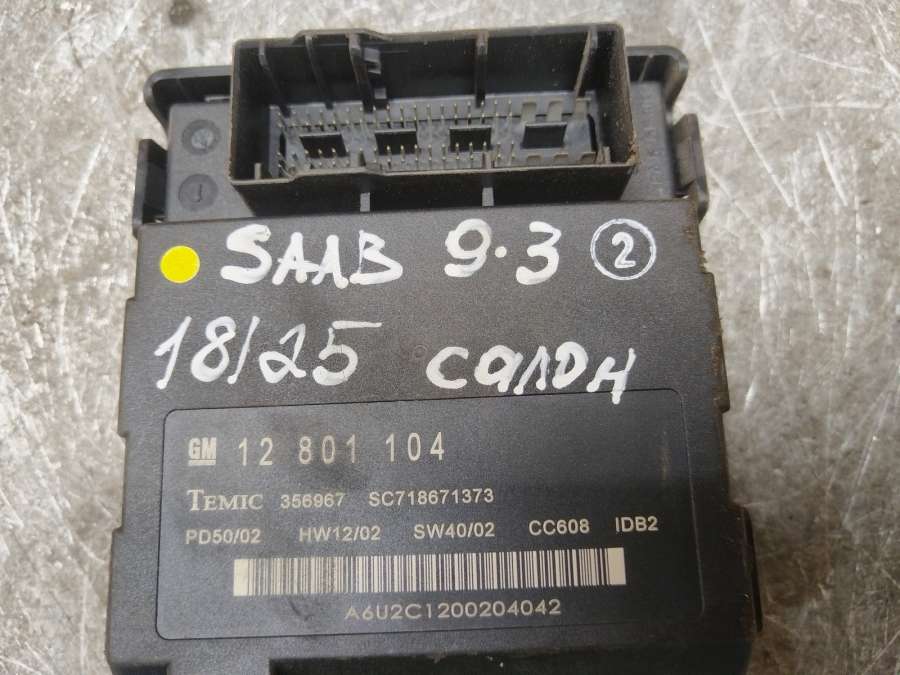 SAAB 9.3 2
18/25 салон
GM 12 801 104
TEMIC 356967 SC718671373
PD50/02 HW12/02 SW40/02 CC608 IDB2
A6U2C1200204042